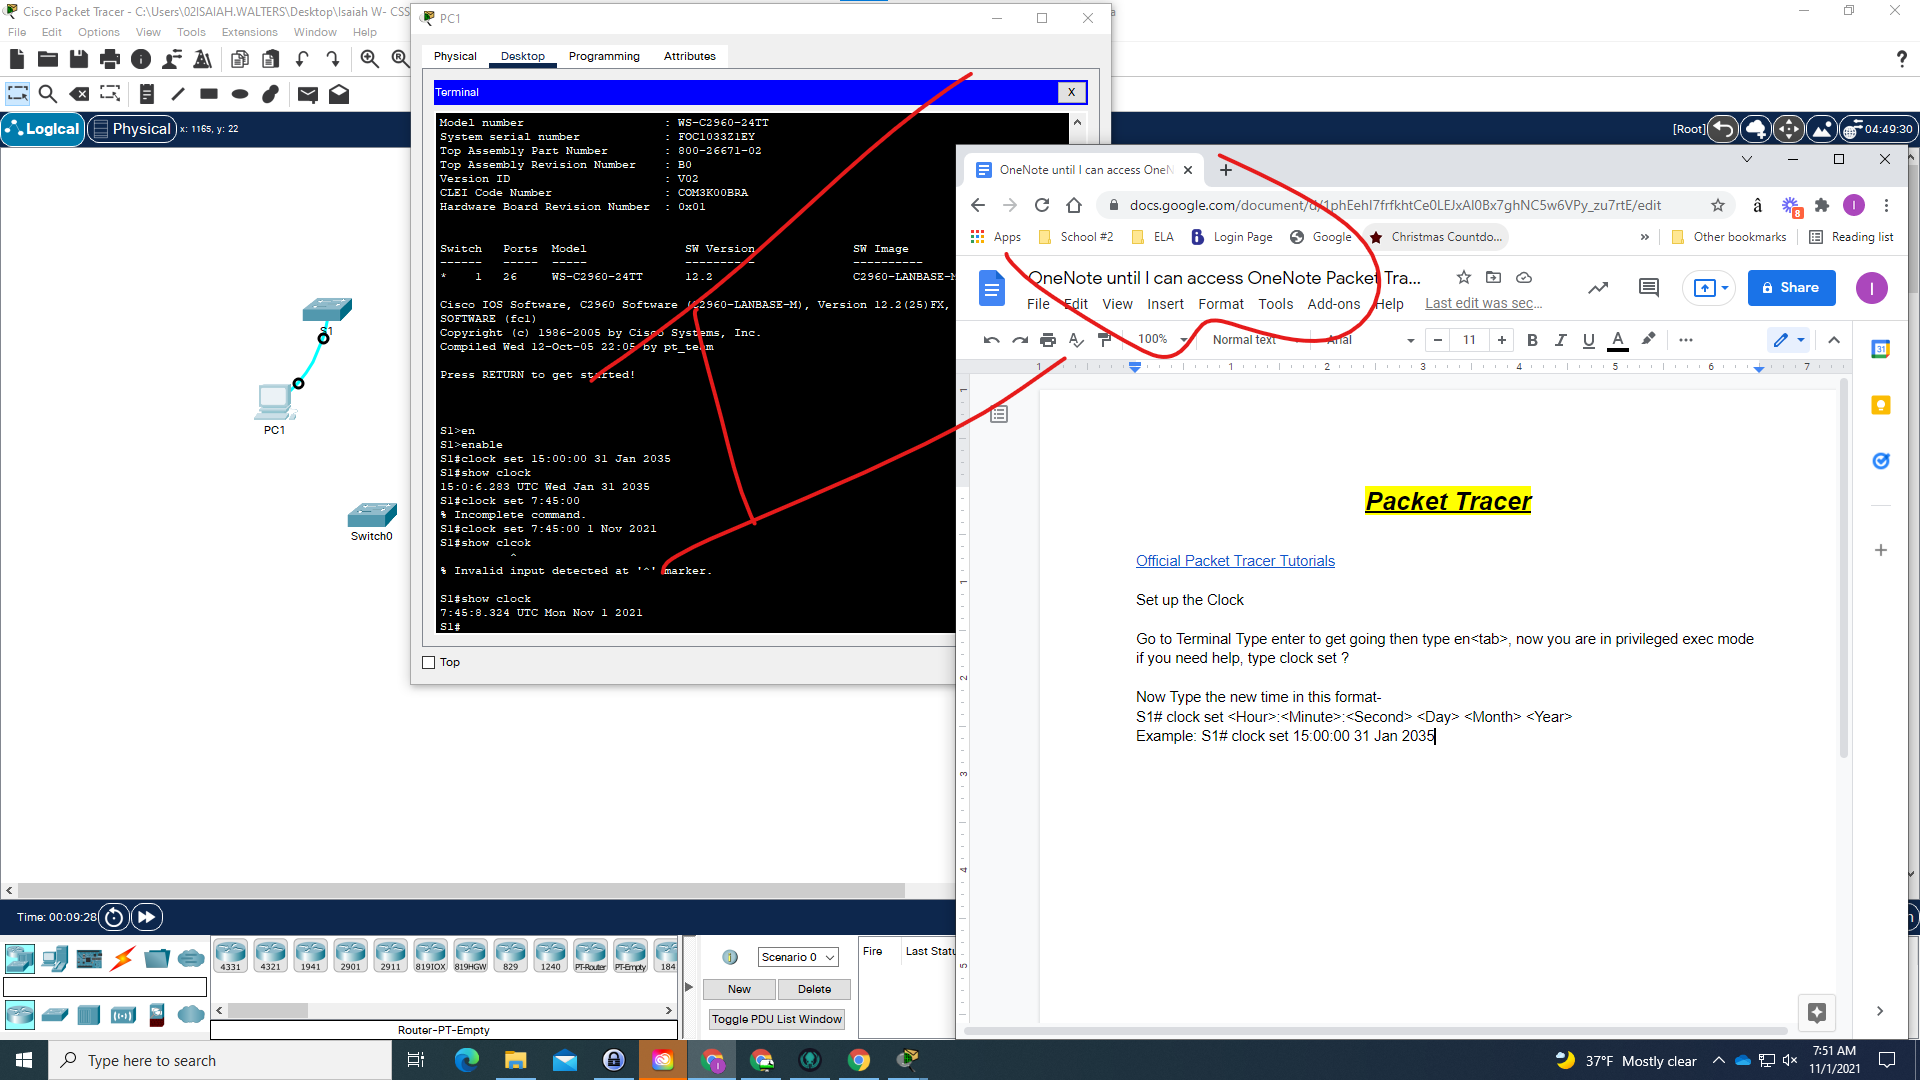 Cisco Packet Tracer - C:\Users\02ISAIAH.WALTERS\Desktop\Isaiah W- CSS
File Edit Options View Tools Extensions Window Help
Logical Physical x: 1165, y: 22
[Root] 04:49:30
S1
PC1
Switch0
PC1
Physical Desktop Programming Attributes
Terminal X
Model number : WS-C2960-24TT
System serial number : FOC1033Z1EY
Top Assembly Part Number : 800-26671-02
Top Assembly Revision Number : B0
Version ID : V02
CLEI Code Number : COM3K00BRA
Hardware Board Revision Number : 0x01
Switch Ports Model SW Version SW Image
------ ----- ----- ---------- ----------
* 1 26 WS-C2960-24TT 12.2 C2960-LANBASE-M
Cisco IOS Software, C2960 Software (C2960-LANBASE-M), Version 12.2(25)FX,
SOFTWARE (fc1)
Copyright (c) 1986-2005 by Cisco Systems, Inc.
Compiled Wed 12-Oct-05 22:05 by pt_team
Press RETURN to get started!
S1>en
S1>enable
S1#clock set 15:00:00 31 Jan 2035
S1#show clock
15:0:6.283 UTC Wed Jan 31 2035
S1#clock set 7:45:00
% Incomplete command.
S1#clock set 7:45:00 1 Nov 2021
S1#show clcok
^
% Invalid input detected at '^' marker.
S1#show clock
7:45:8.324 UTC Mon Nov 1 2021
S1#
Top
OneNote until I can access OneN
docs.google.com/document/d/1phEehI7frfkhtCe0LEJxAl0Bx7ghNC5w6VPy_zu7rtE/edit
â 8 I
Apps School #2 ELA Login Page Google Christmas Countdo... » Other bookmarks Reading list
OneNote until I can access OneNote Packet Tra...
File Edit View Insert Format Tools Add-ons Help Last edit was sec...
Share I
100% Normal text Arial 11 B I U A
1 1 2 3 4 5 6 7
Packet Tracer
Official Packet Tracer Tutorials
Set up the Clock
Go to Terminal Type enter to get going then type en<tab>, now you are in privileged exec mode
if you need help, type clock set ?
Now Type the new time in this format-
S1# clock set <Hour>:<Minute>:<Second> <Day> <Month> <Year>
Example: S1# clock set 15:00:00 31 Jan 2035
1
1
2
3
4
5
31
Time: 00:09:28
4331 4321 1941 2901 2911 819IOX 819HGW 829 1240 PT-Router PT-Empty 184
Router-PT-Empty
Scenario 0
New Delete
Toggle PDU List Window
Fire Last Statu
Type here to search
37°F Mostly clear
7:51 AM
11/1/2021